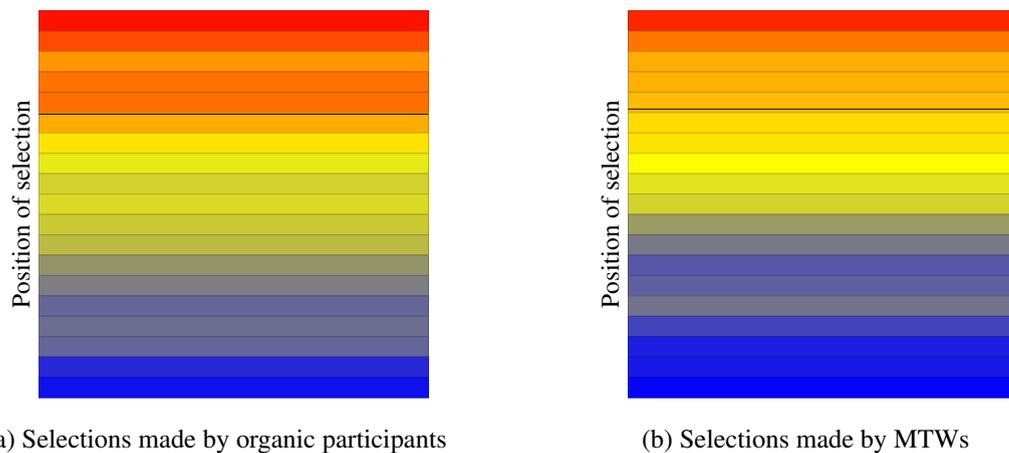 Position of selection
Position of selection
a) Selections made by organic participants
(b) Selections made by MTWs